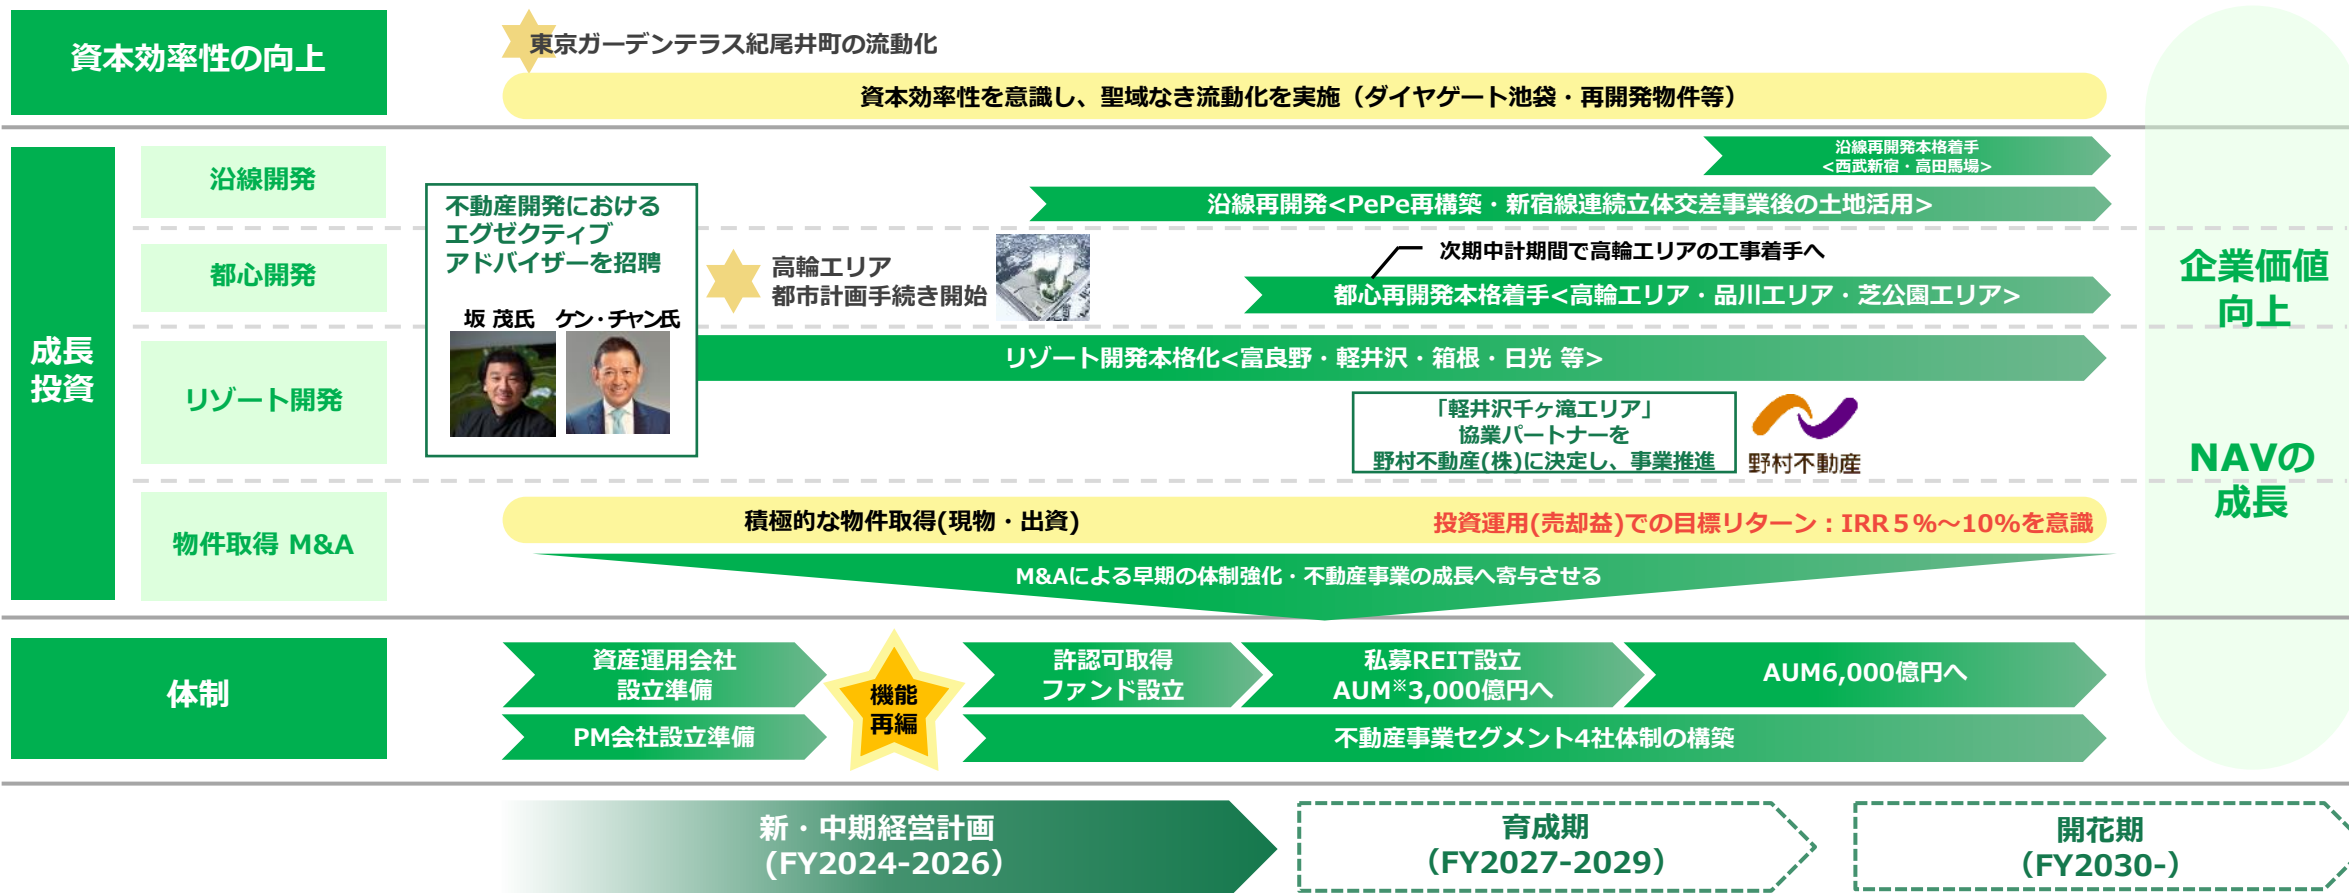 資本効率性の向上
東京ガーデンテラス紀尾井町の流動化
資本効率性を意識し、聖域なき流動化を実施（ダイヤゲート池袋・再開発物件等）
成長
投資
沿線開発
沿線再開発本格着手
<西武新宿・高田馬場>
沿線再開発<PePe再構築・新宿線連続立体交差事業後の土地活用>
不動産開発における
エグゼクティブ
アドバイザーを招聘
坂 茂氏 ケン・チャン氏
都心開発
高輪エリア
都市計画手続き開始
次期中計期間で高輪エリアの工事着手へ
都心再開発本格着手<高輪エリア・品川エリア・芝公園エリア>
リゾート開発
リゾート開発本格化<富良野・軽井沢・箱根・日光 等>
「軽井沢千ヶ滝エリア」
協業パートナーを
野村不動産(株)に決定し、事業推進
野村不動産
物件取得 M&A
積極的な物件取得(現物・出資)
投資運用(売却益)での目標リターン：IRR５%～10%を意識
M&Aによる早期の体制強化・不動産事業の成長へ寄与させる
企業価値
向上
NAVの
成長
体制
資産運用会社
設立準備
PM会社設立準備
機能
再編
許認可取得
ファンド設立
私募REIT設立
AUM※3,000億円へ
AUM6,000億円へ
不動産事業セグメント4社体制の構築
新・中期経営計画
(FY2024-2026）
育成期
（FY2027-2029）
開花期
（FY2030-）